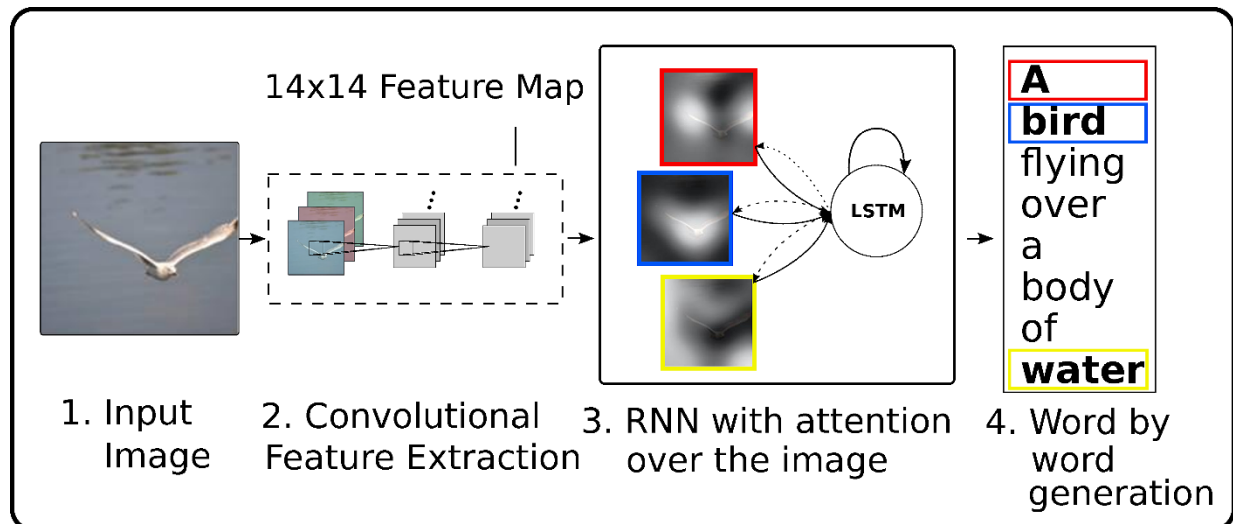 14x14 Feature Map
LSTM
A
bird
flying
over
a
body
of
water
1. Input
Image
2. Convolutional
Feature Extraction
3. RNN with attention
over the image
4. Word by
word
generation